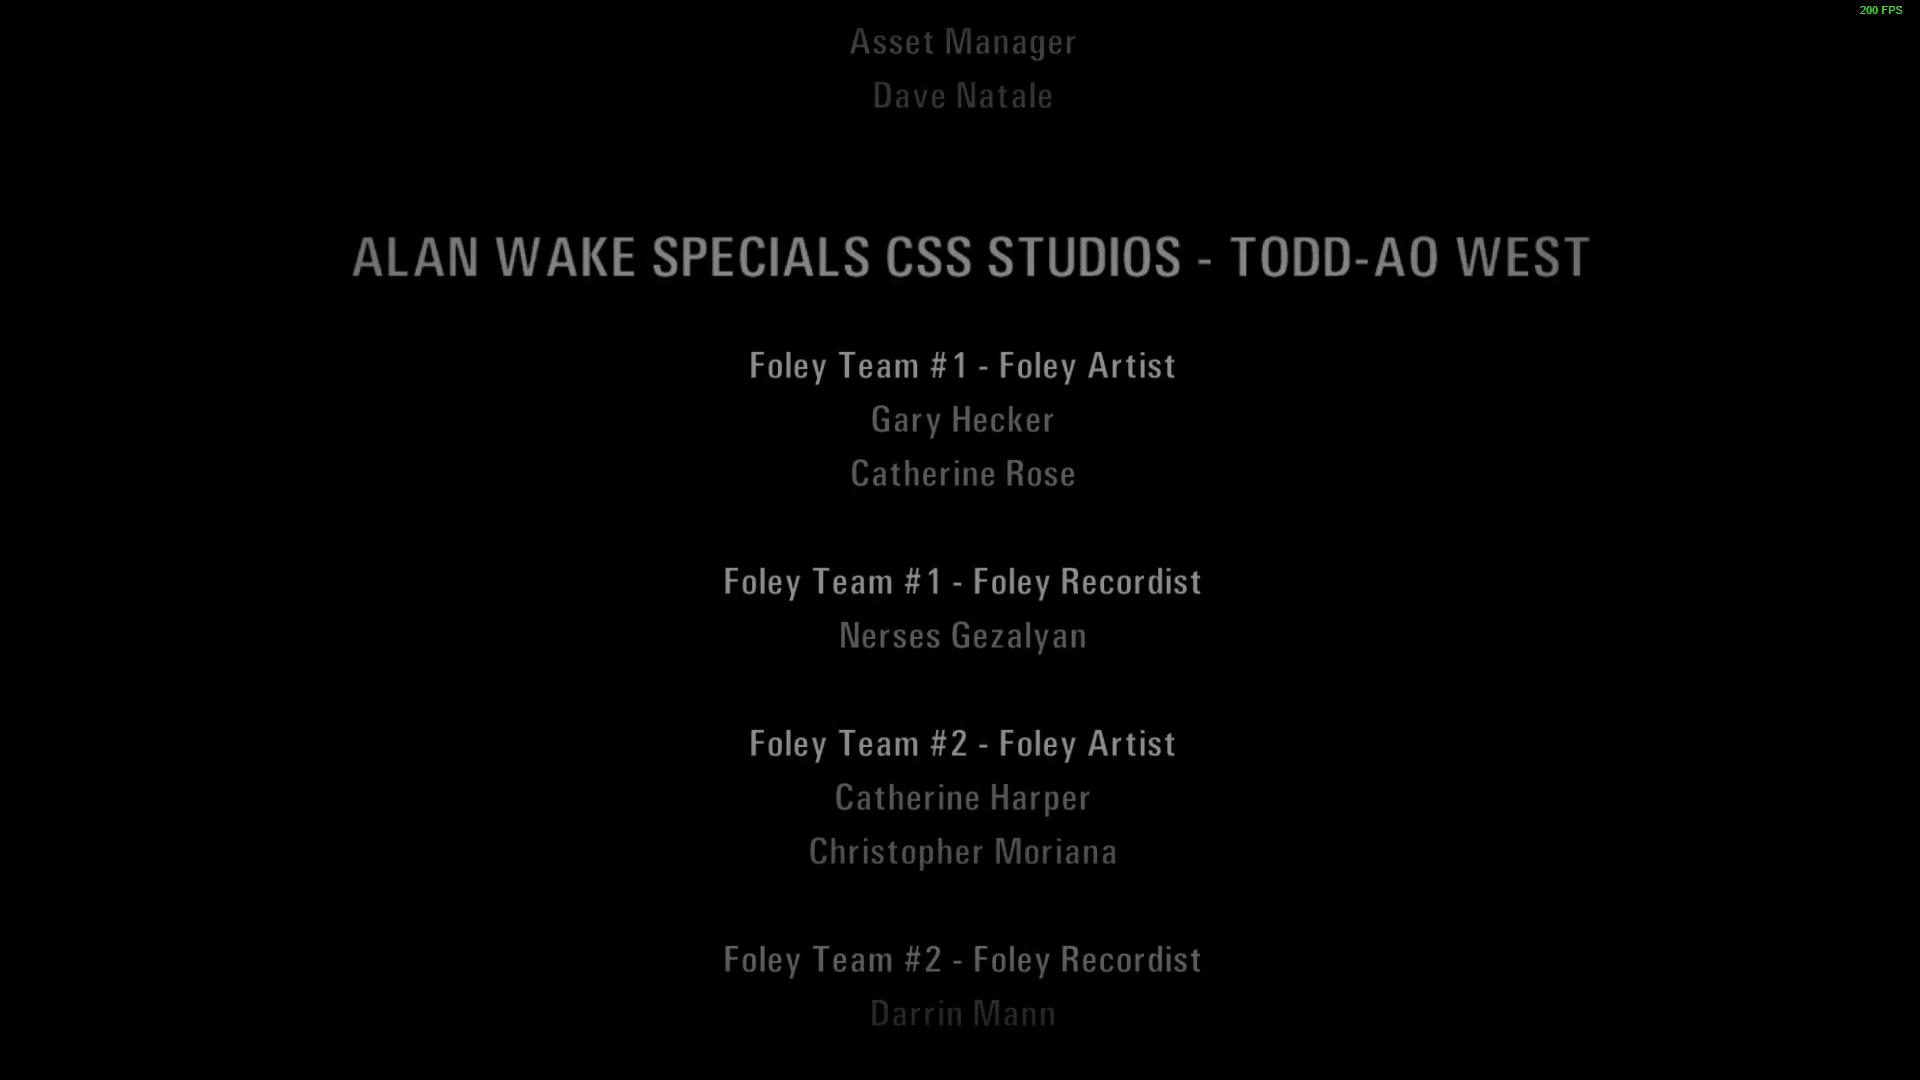 200 FPS
Asset Manager
Dave Natale
ALAN WAKE SPECIALS CSS STUDIOS - TODD-AO WEST
Foley Team #1 - Foley Artist
Gary Hecker
Catherine Rose
Foley Team #1 - Foley Recordist
Nerses Gezalyan
Foley Team #2 - Foley Artist
Catherine Harper
Christopher Moriana
Foley Team #2 - Foley Recordist
Darrin Mann